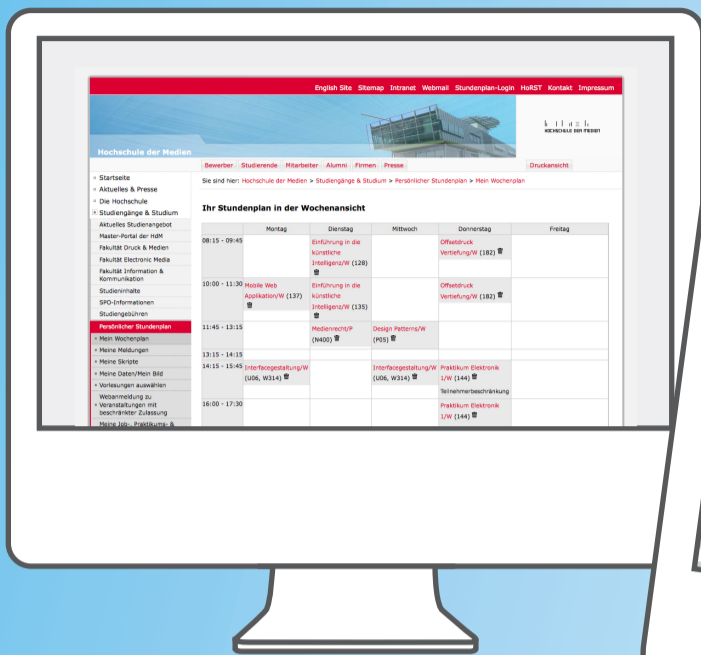 English Site Sitemap Intranet Webmail Stundenplan-Login HoRST Kontakt Impressum
HOCHSCHULE DER MEDIEN
Hochschule der Medien
Bewerber Studierende Mitarbeiter Alumni Firmen Presse Druckansicht
Sie sind hier: Hochschule der Medien > Studiengänge & Studium > Persönlicher Stundenplan > Mein Wochenplan
Startseite
Aktuelles & Presse
Die Hochschule
Studiengänge & Studium
Aktuelles Studienangebot
Master-Portal der HdM
Fakultät Druck & Medien
Fakultät Electronic Media
Fakultät Information &
Kommunikation
Studieninhalte
SPO-Informationen
Studiengebühren
Persönlicher Stundenplan
Mein Wochenplan
Meine Meldungen
Meine Skripte
Meine Daten/Mein Bild
Vorlesungen auswählen
Webanmeldung zu
Veranstaltungen mit
beschränkter Zulassung
Meine Job-, Praktikums- &
Ihr Stundenplan in der Wochenansicht
Montag Dienstag Mittwoch Donnerstag Freitag
08:15 - 09:45 Einführung in die Offsetdruck
künstliche Vertiefung/W (182)
Intelligenz/W (128)
10:00 - 11:30 Mobile Web Einführung in die Offsetdruck
Applikation/W (137) künstliche Vertiefung/W (182)
Intelligenz/W (135)
11:45 - 13:15 Medienrecht/P Design Patterns/W
(N400) (P05)
13:15 - 14:15
14:15 - 15:45 Interfacegestaltung/W Interfacegestaltung/W Praktikum Elektronik
(U06, W314) (U06, W314) 1/W (144)
Teilnehmerbeschränkung
16:00 - 17:30 Praktikum Elektronik
1/W (144)